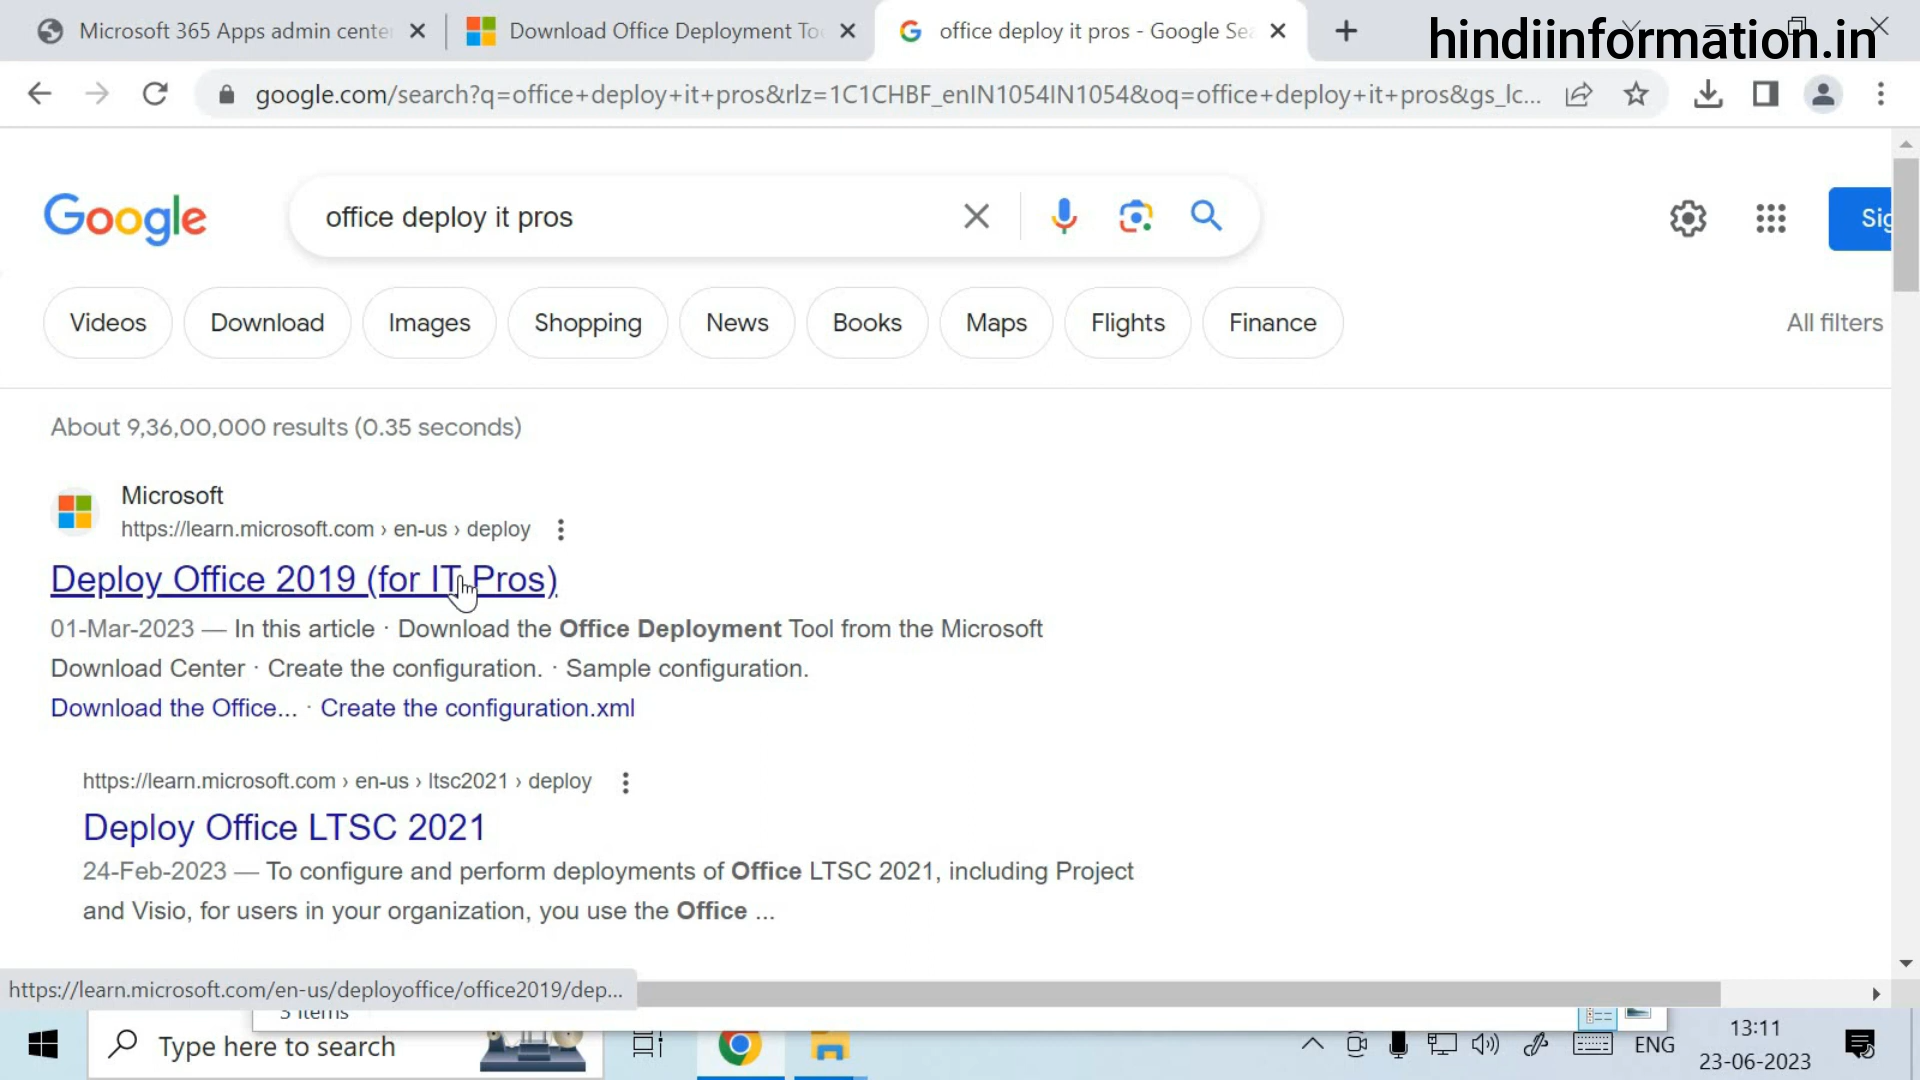 Microsoft 365 Apps admin cente
Download Office Deployment To
office deploy it pros - Google Sea
hindiinformation.in
google.com/search?q=office+deploy+it+pros&rlz=1C1CHBF_enIN1054IN1054&oq=office+deploy+it+pros&gs_lc...
Google
office deploy it pros
Sig
Videos
Download
Images
Shopping
News
Books
Maps
Flights
Finance
All filters
About 9,36,00,000 results (0.35 seconds)
Microsoft
https://learn.microsoft.com › en-us › deploy
Deploy Office 2019 (for IT Pros)
01-Mar-2023 — In this article · Download the Office Deployment Tool from the Microsoft
Download Center · Create the configuration. · Sample configuration.
Download the Office... · Create the configuration.xml
https://learn.microsoft.com › en-us › ltsc2021 › deploy
Deploy Office LTSC 2021
24-Feb-2023 — To configure and perform deployments of Office LTSC 2021, including Project
and Visio, for users in your organization, you use the Office ...
https://learn.microsoft.com/en-us/deployoffice/office2019/dep...
items
Type here to search
ENG
13:11
23-06-2023